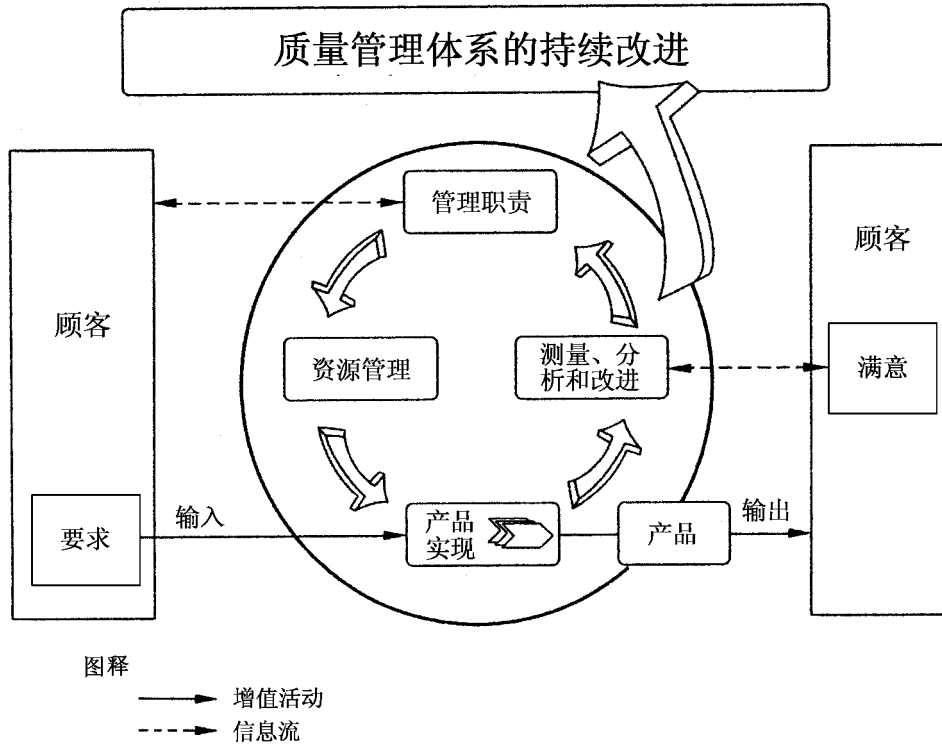 质量管理体系的持续改进
管理职责
顾客
顾客
资源管理
测量、分
析和改进
满意
要求
输入
产品
实现
产品
输出
图释
增值活动
信息流